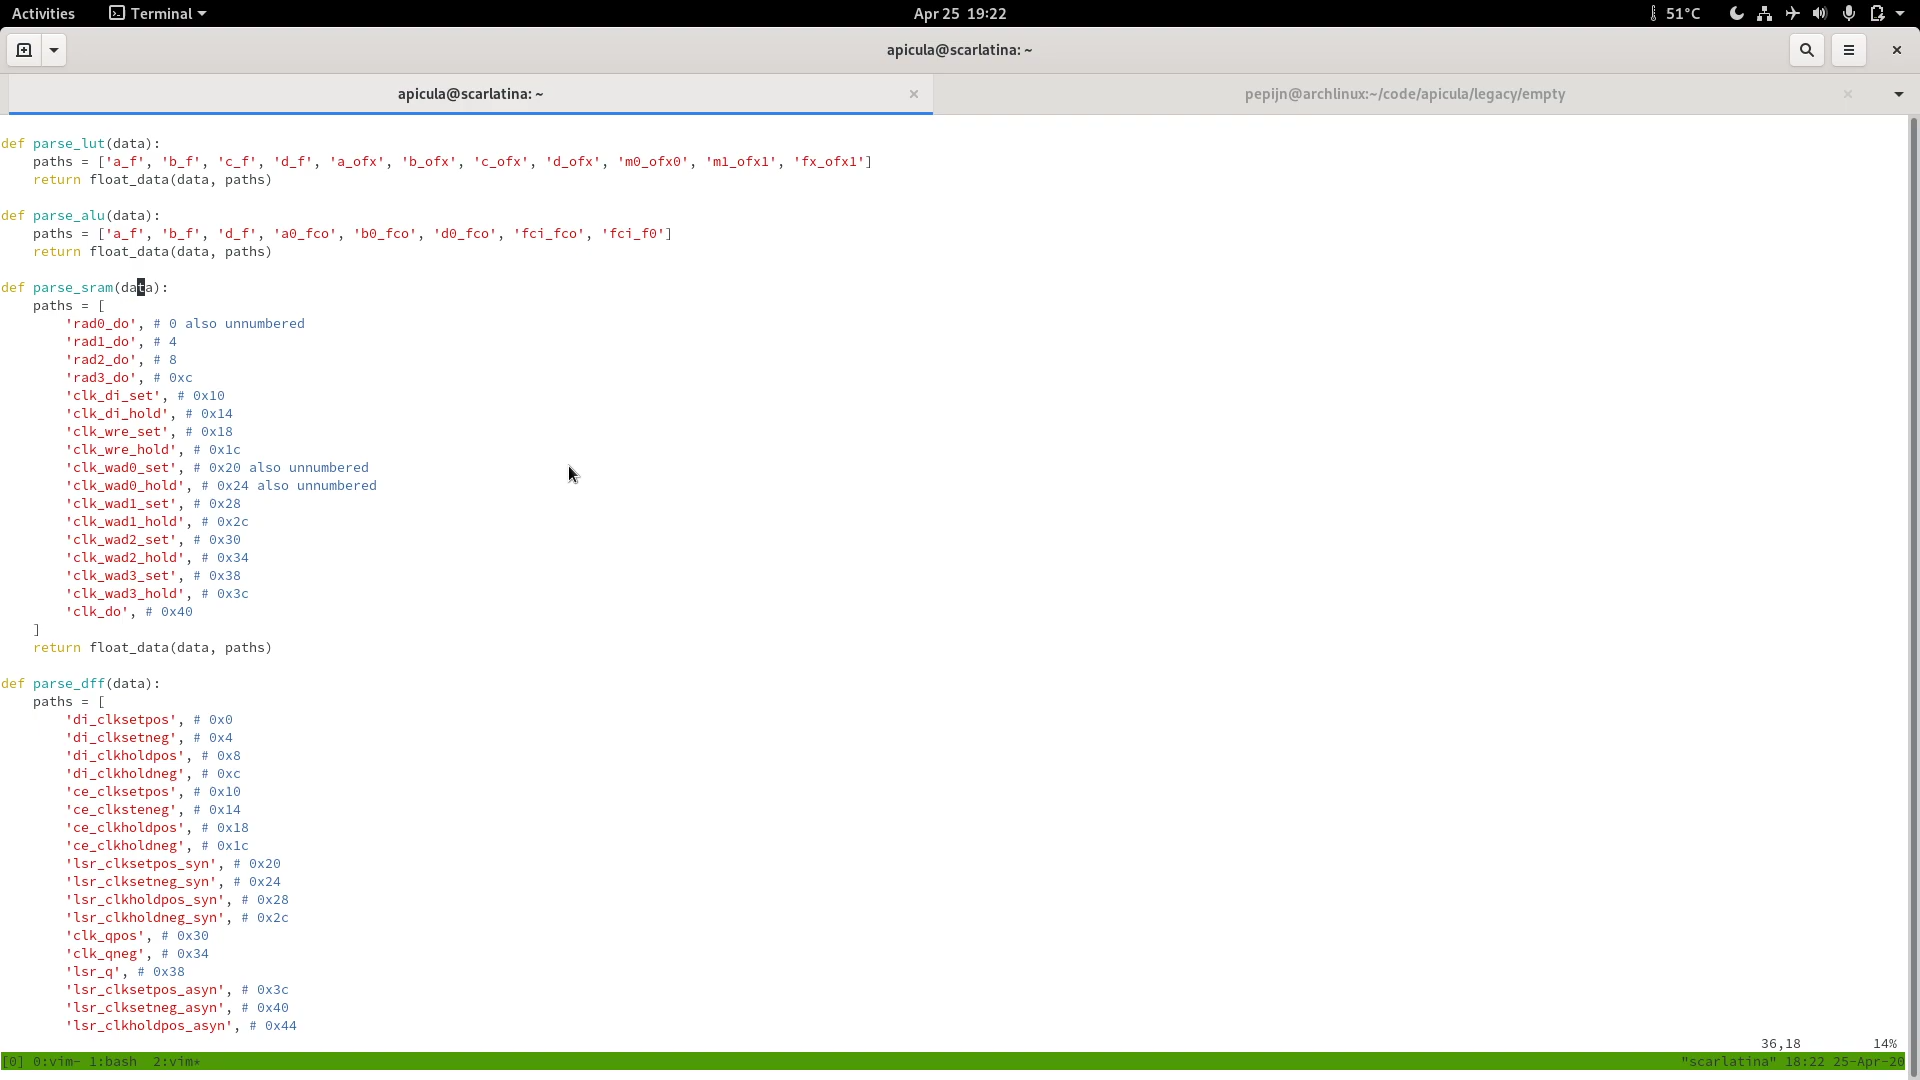 Activities Terminal Apr 25 19:22 51°C
apicula@scarlatina: ~
apicula@scarlatina: ~ pepijn@archlinux:~/code/apicula/legacy/empty
def parse_lut(data):
    paths = ['a_f', 'b_f', 'c_f', 'd_f', 'a_ofx', 'b_ofx', 'c_ofx', 'd_ofx', 'm0_ofx0', 'm1_ofx1', 'fx_ofx1']
    return float_data(data, paths)
def parse_alu(data):
    paths = ['a_f', 'b_f', 'd_f', 'a0_fco', 'b0_fco', 'd0_fco', 'fci_fco', 'fci_f0']
    return float_data(data, paths)
def parse_sram(data):
    paths = [
        'rad0_do', # 0 also unnumbered
        'rad1_do', # 4
        'rad2_do', # 8
        'rad3_do', # 0xc
        'clk_di_set', # 0x10
        'clk_di_hold', # 0x14
        'clk_wre_set', # 0x18
        'clk_wre_hold', # 0x1c
        'clk_wad0_set', # 0x20 also unnumbered
        'clk_wad0_hold', # 0x24 also unnumbered
        'clk_wad1_set', # 0x28
        'clk_wad1_hold', # 0x2c
        'clk_wad2_set', # 0x30
        'clk_wad2_hold', # 0x34
        'clk_wad3_set', # 0x38
        'clk_wad3_hold', # 0x3c
        'clk_do', # 0x40
    ]
    return float_data(data, paths)
def parse_dff(data):
    paths = [
        'di_clksetpos', # 0x0
        'di_clksetneg', # 0x4
        'di_clkholdpos', # 0x8
        'di_clkholdneg', # 0xc
        'ce_clksetpos', # 0x10
        'ce_clksteneg', # 0x14
        'ce_clkholdpos', # 0x18
        'ce_clkholdneg', # 0x1c
        'lsr_clksetpos_syn', # 0x20
        'lsr_clksetneg_syn', # 0x24
        'lsr_clkholdpos_syn', # 0x28
        'lsr_clkholdneg_syn', # 0x2c
        'clk_qpos', # 0x30
        'clk_qneg', # 0x34
        'lsr_q', # 0x38
        'lsr_clksetpos_asyn', # 0x3c
        'lsr_clksetneg_asyn', # 0x40
        'lsr_clkholdpos_asyn', # 0x44
36,18 14%
[0] 0:vim- 1:bash  2:vim* "scarlatina" 18:22 25-Apr-20